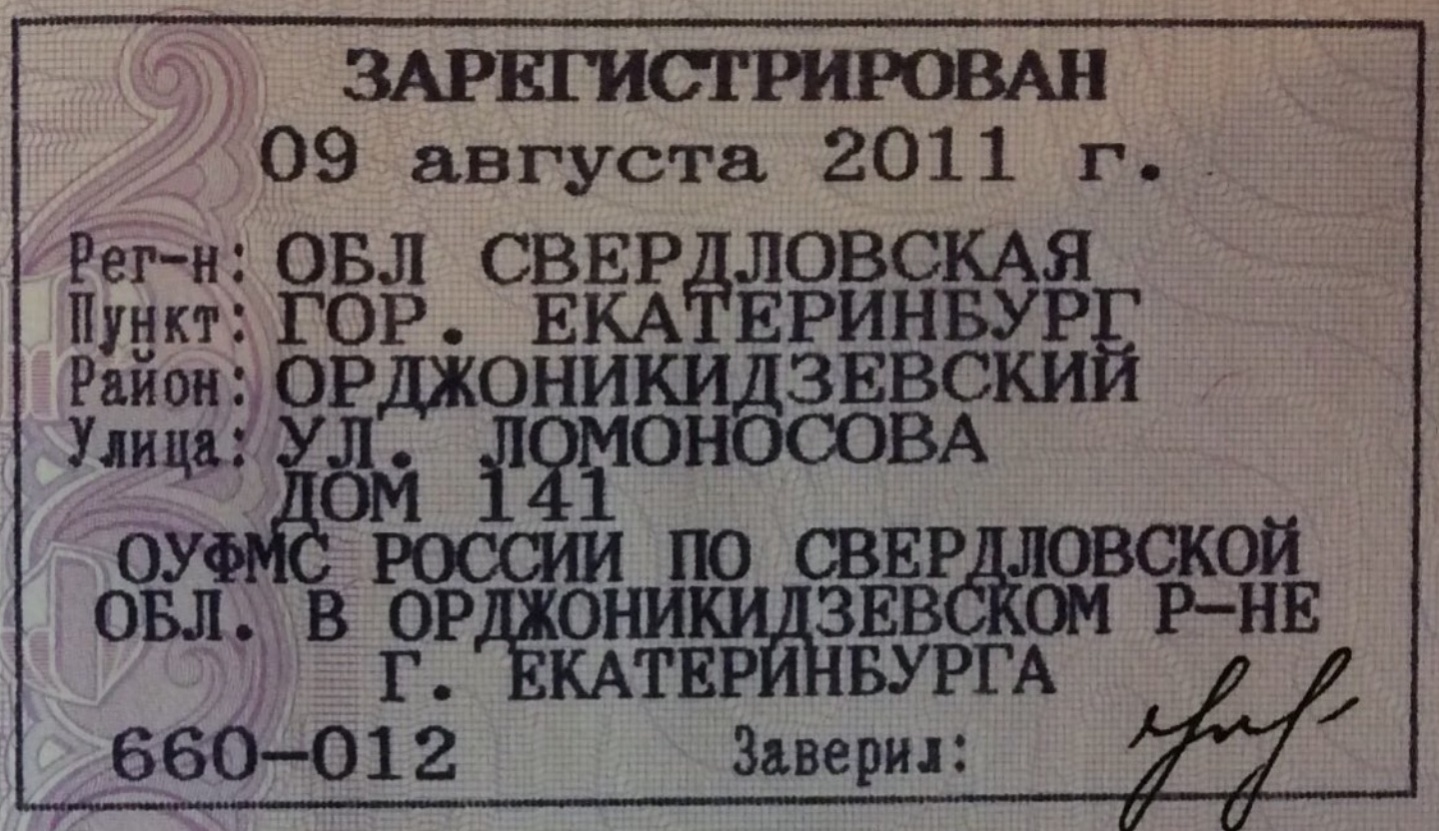 ЗАРЕГИСТРИРОВАН
09 августа 2011 г.
Рег-н: ОБЛ СВЕРДЛОВСКАЯ
Пункт: ГОР. ЕКАТЕРИНБУРГ
Район: ОРДЖОНИКИДЗЕВСКИЙ
Улица: УЛ. ЛОМОНОСОВА
ДОМ 141
ОУФМС РОССИИ ПО СВЕРДЛОВСКОЙ
ОБЛ. В ОРДЖОНИКИДЗЕВСКОМ Р-НЕ
Г. ЕКАТЕРИНБУРГА
660-012 Заверил: